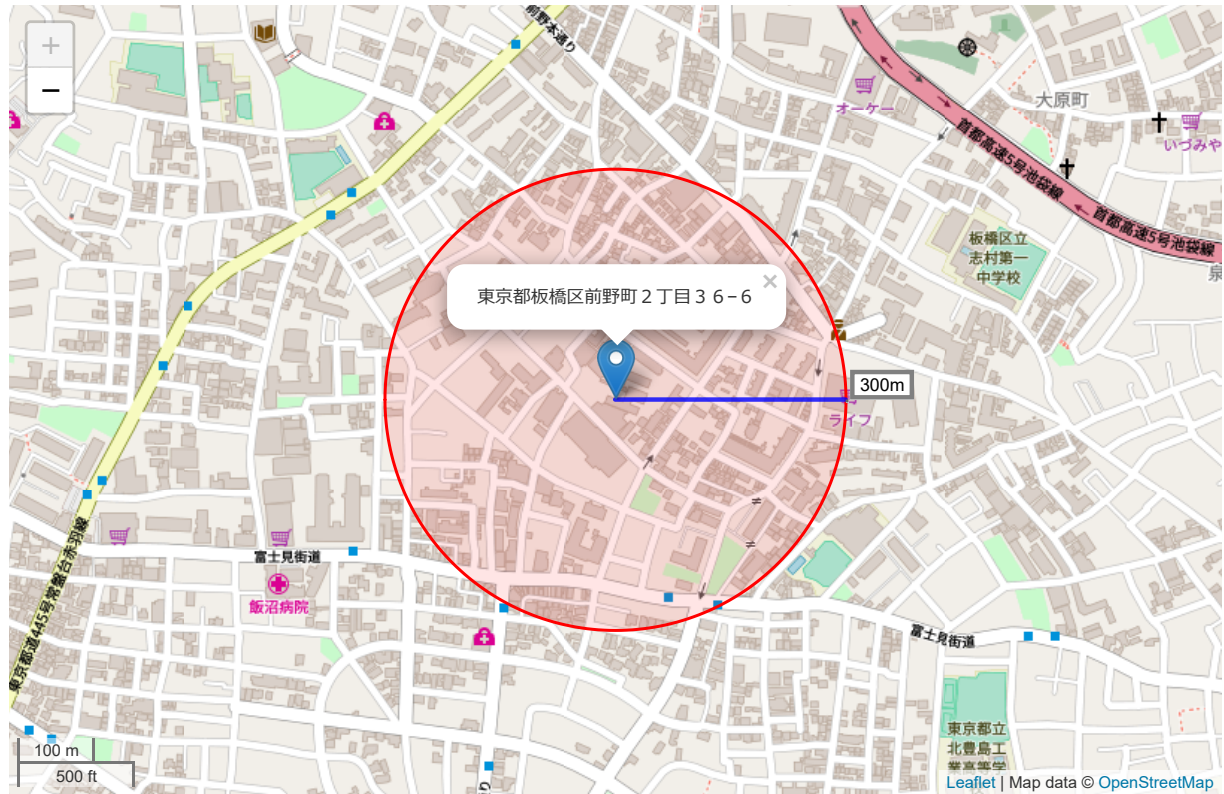 +
−
前野本通り
オーケー
大原町
いづみや
首都高速5号池袋線
首都高速5号池袋線
板橋区立
志村第一
中学校
泉
東京都板橋区前野町２丁目３６−６
×
300m
ライフ
富士見街道
飯沼病院
東京都道445号常盤台赤羽線
富士見街道
東京都立
北豊島工
業高等学
り
100 m
500 ft
Leaflet | Map data © OpenStreetMap